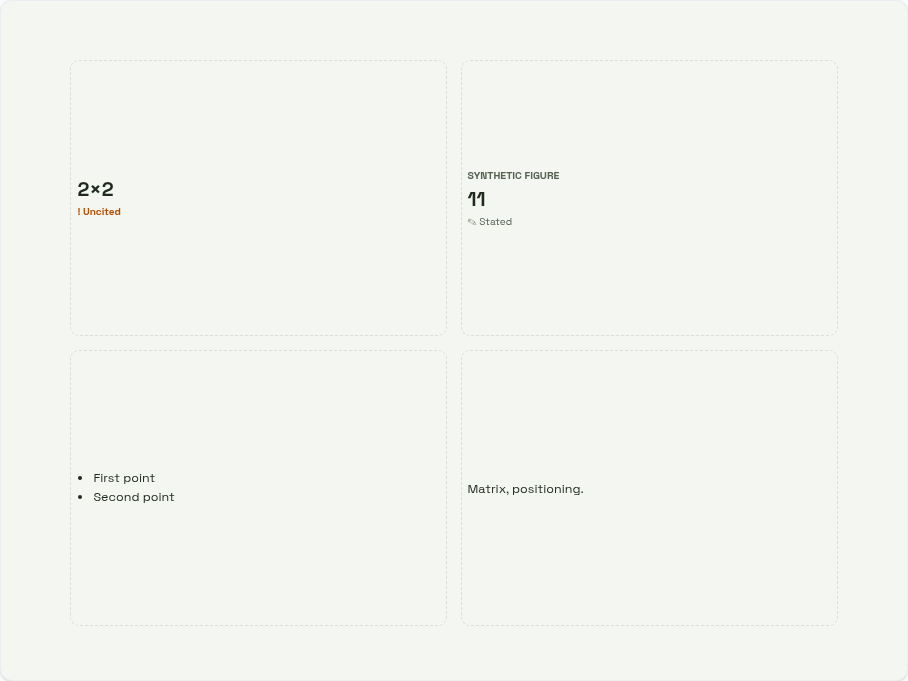 2×2
! Uncited
SYNTHETIC FIGURE
11
✎ Stated
• First point
• Second point
Matrix, positioning.